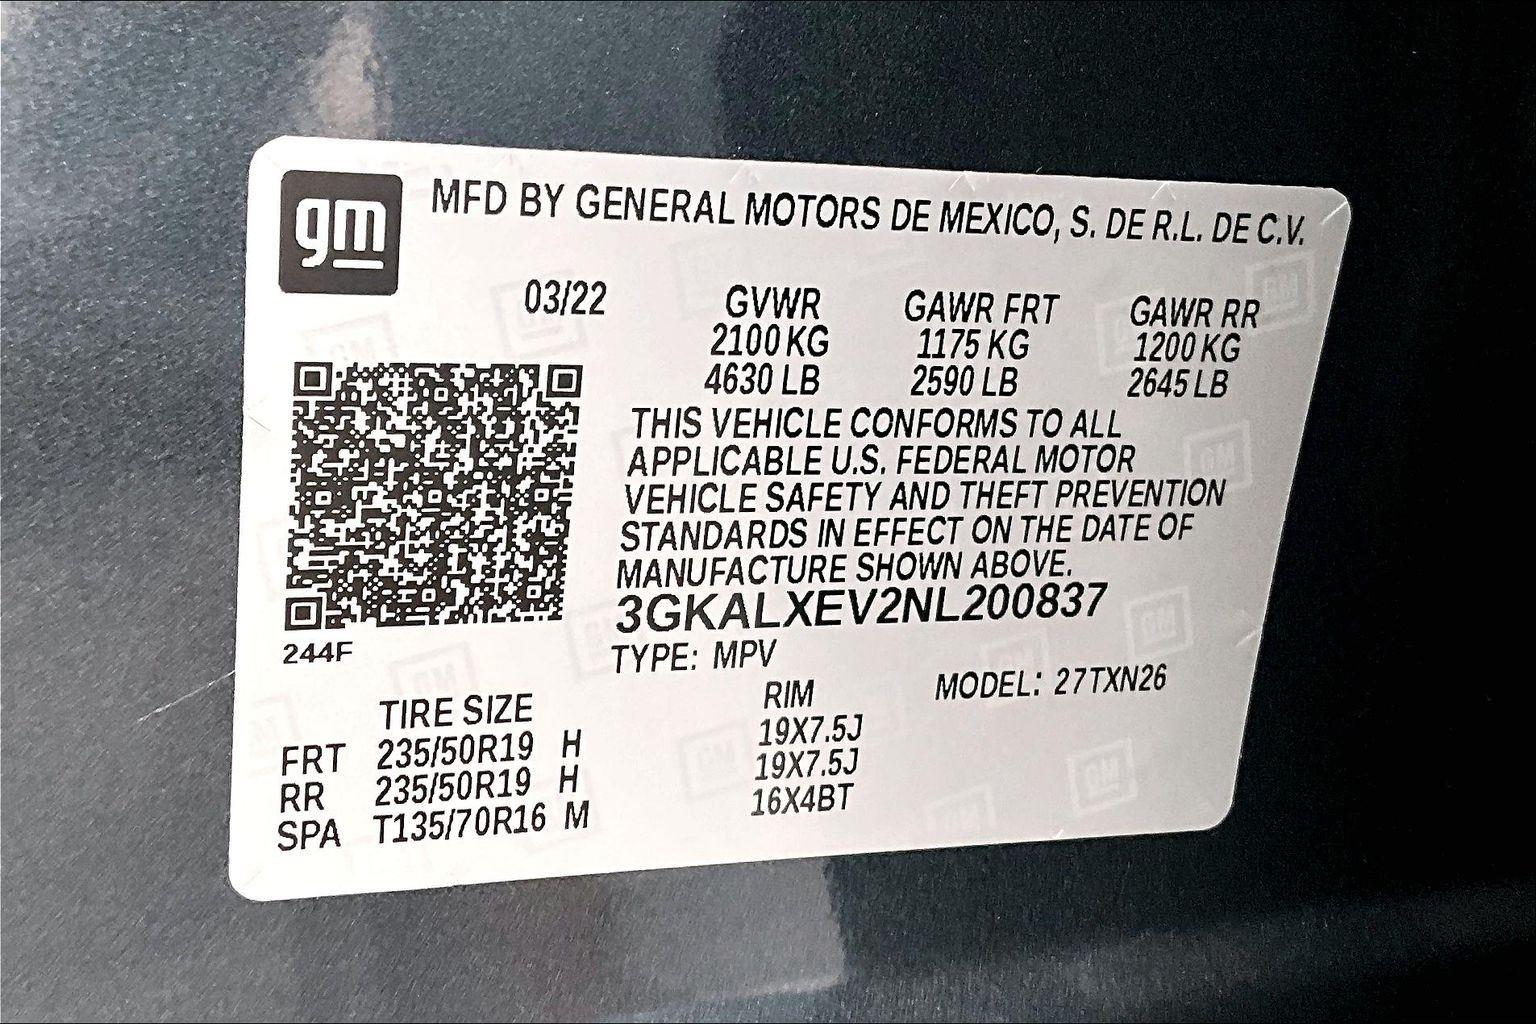 gm
MFD BY GENERAL MOTORS DE MEXICO, S. DE R.L. DE C.V.
03/22 GVWR GAWR FRT GAWR RR
2100 KG 1175 KG 1200 KG
4630 LB 2590 LB 2645 LB
THIS VEHICLE CONFORMS TO ALL
APPLICABLE U.S. FEDERAL MOTOR
VEHICLE SAFETY AND THEFT PREVENTION
STANDARDS IN EFFECT ON THE DATE OF
MANUFACTURE SHOWN ABOVE.
3GKALXEV2NL200837
244F
TYPE: MPV MODEL: 27TXN26
TIRE SIZE RIM
FRT 235/50R19 H 19X7.5J
RR 235/50R19 H 19X7.5J
SPA T135/70R16 M 16X4BT